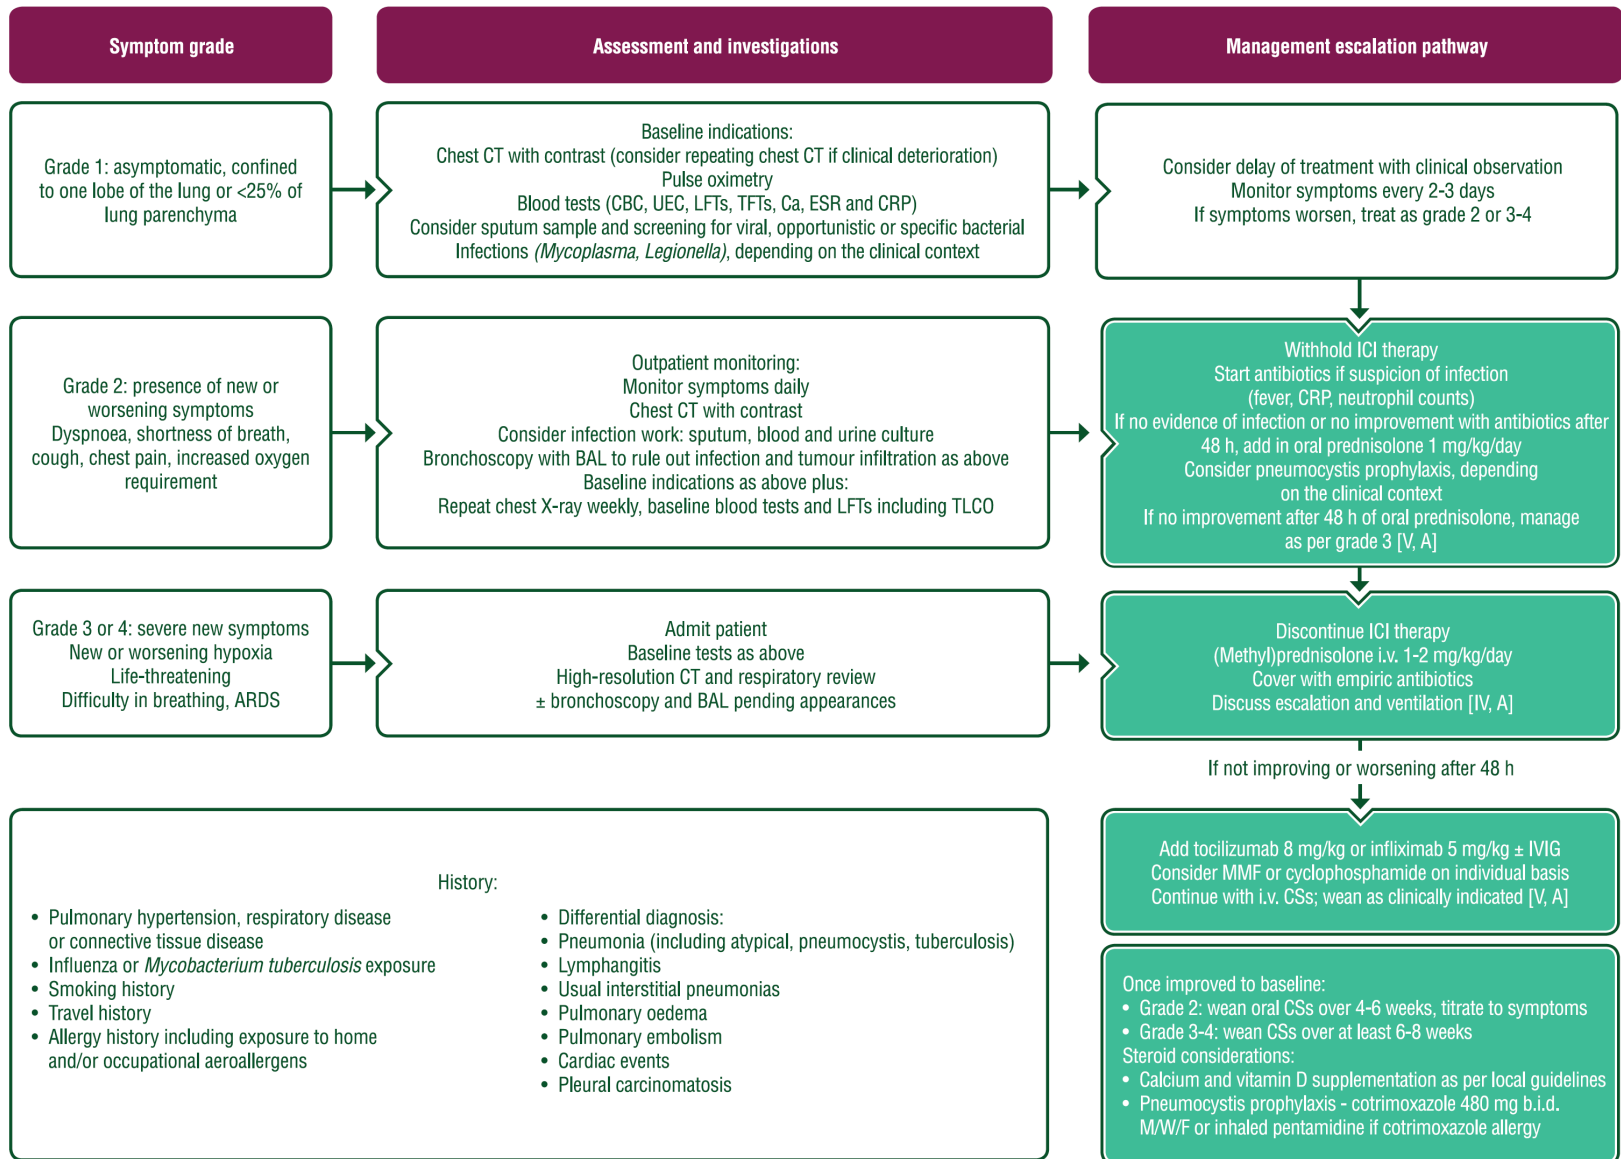 Symptom grade
Assessment and investigations
Management escalation pathway
Grade 1: asymptomatic, confined
to one lobe of the lung or <25% of
lung parenchyma
Baseline indications:
Chest CT with contrast (consider repeating chest CT if clinical deterioration)
Pulse oximetry
Blood tests (CBC, UEC, LFTs, TFTs, Ca, ESR and CRP)
Consider sputum sample and screening for viral, opportunistic or specific bacterial
Infections (Mycoplasma, Legionella), depending on the clinical context
Consider delay of treatment with clinical observation
Monitor symptoms every 2-3 days
If symptoms worsen, treat as grade 2 or 3-4
Grade 2: presence of new or
worsening symptoms
Dyspnoea, shortness of breath,
cough, chest pain, increased oxygen
requirement
Outpatient monitoring:
Monitor symptoms daily
Chest CT with contrast
Consider infection work: sputum, blood and urine culture
Bronchoscopy with BAL to rule out infection and tumour infiltration as above
Baseline indications as above plus:
Repeat chest X-ray weekly, baseline blood tests and LFTs including TLCO
Withhold ICI therapy
Start antibiotics if suspicion of infection
(fever, CRP, neutrophil counts)
If no evidence of infection or no improvement with antibiotics after
48 h, add in oral prednisolone 1 mg/kg/day
Consider pneumocystis prophylaxis, depending
on the clinical context
If no improvement after 48 h of oral prednisolone, manage
as per grade 3 [V, A]
Grade 3 or 4: severe new symptoms
New or worsening hypoxia
Life-threatening
Difficulty in breathing, ARDS
Admit patient
Baseline tests as above
High-resolution CT and respiratory review
± bronchoscopy and BAL pending appearances
Discontinue ICI therapy
(Methyl)prednisolone i.v. 1-2 mg/kg/day
Cover with empiric antibiotics
Discuss escalation and ventilation [IV, A]
If not improving or worsening after 48 h
Add tocilizumab 8 mg/kg or infliximab 5 mg/kg ± IVIG
Consider MMF or cyclophosphamide on individual basis
Continue with i.v. CSs; wean as clinically indicated [V, A]
History:
• Pulmonary hypertension, respiratory disease
or connective tissue disease
• Influenza or Mycobacterium tuberculosis exposure
• Smoking history
• Travel history
• Allergy history including exposure to home
and/or occupational aeroallergens
• Differential diagnosis:
• Pneumonia (including atypical, pneumocystis, tuberculosis)
• Lymphangitis
• Usual interstitial pneumonias
• Pulmonary oedema
• Pulmonary embolism
• Cardiac events
• Pleural carcinomatosis
Once improved to baseline:
• Grade 2: wean oral CSs over 4-6 weeks, titrate to symptoms
• Grade 3-4: wean CSs over at least 6-8 weeks
Steroid considerations:
• Calcium and vitamin D supplementation as per local guidelines
• Pneumocystis prophylaxis - cotrimoxazole 480 mg b.i.d.
M/W/F or inhaled pentamidine if cotrimoxazole allergy